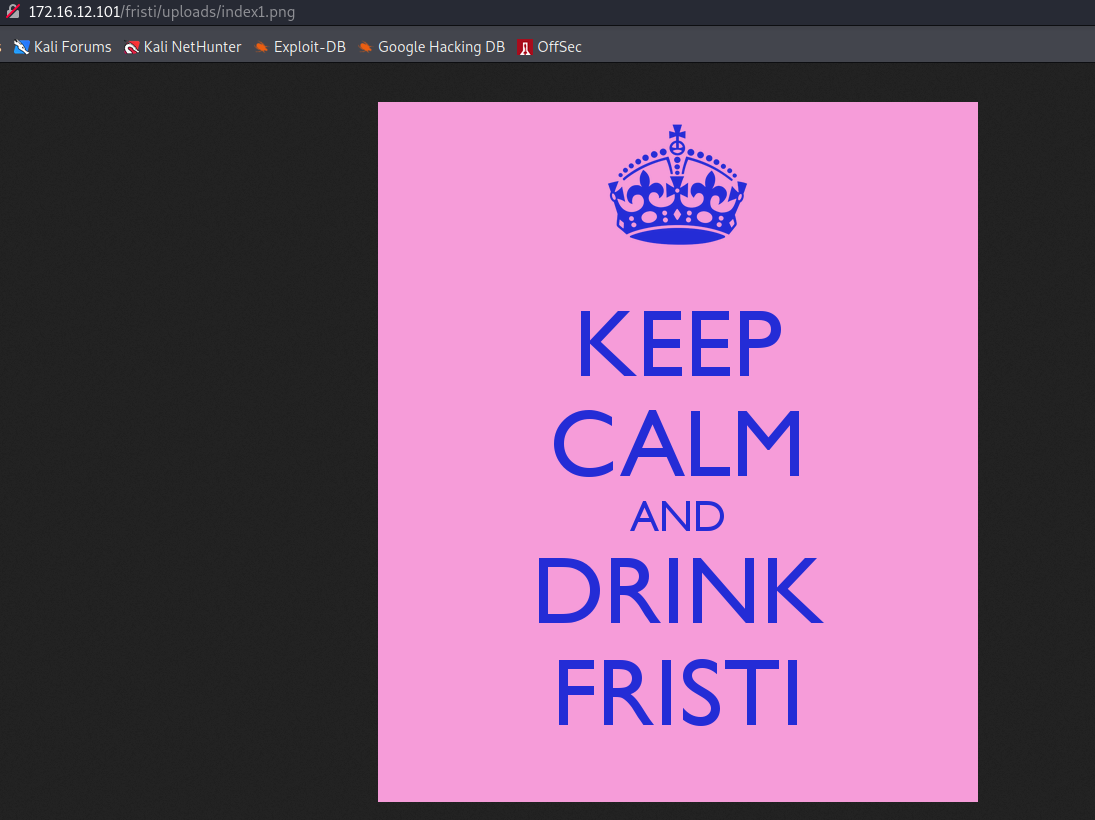 172.16.12.101/fristi/uploads/index1.png
Kali Forums Kali NetHunter Exploit-DB Google Hacking DB OffSec
KEEP
CALM
AND
DRINK
FRISTI